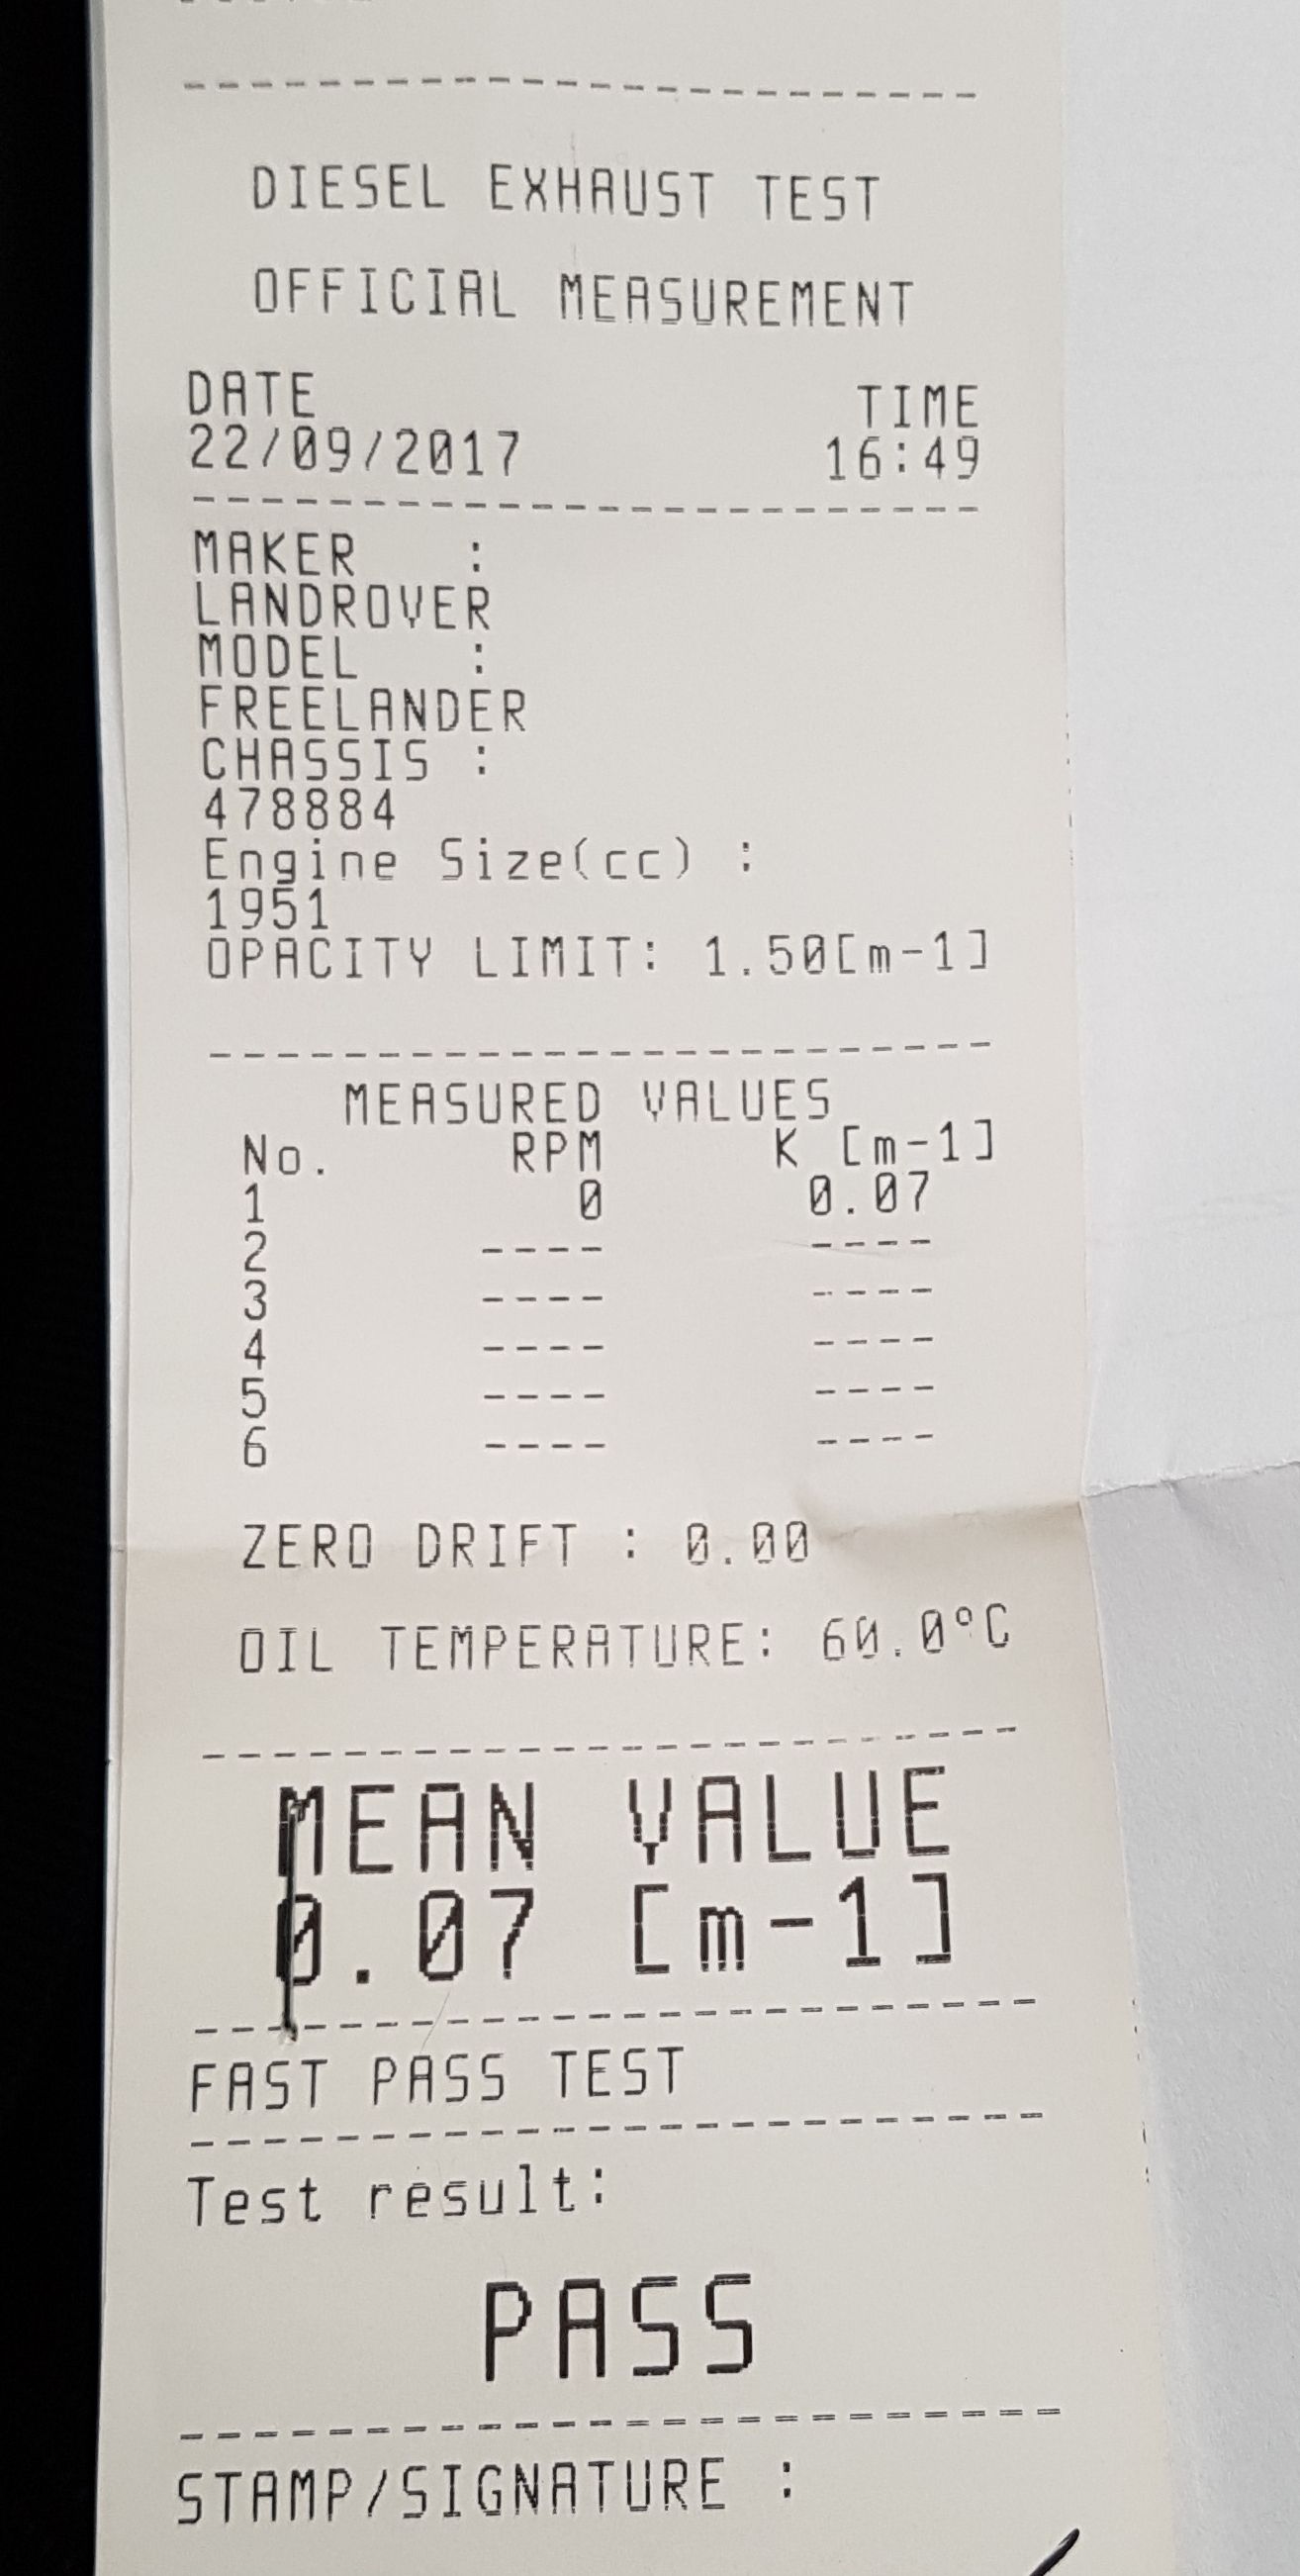 DIESEL EXHAUST TEST
OFFICIAL MEASUREMENT
DATE TIME
22/09/2017 16:49
MAKER :
LANDROVER
MODEL :
FREELANDER
CHASSIS :
478884
Engine Size(cc) :
1951
OPACITY LIMIT: 1.50[m-1]
MEASURED VALUES
No. RPM K [m-1]
1 0 0.07
2 ---- ----
3 ---- ----
4 ---- ----
5 ---- ----
6 ---- ----
ZERO DRIFT : 0.00
OIL TEMPERATURE: 60.0°C
MEAN VALUE
0.07 [m-1]
FAST PASS TEST
Test result:
PASS
STAMP/SIGNATURE :